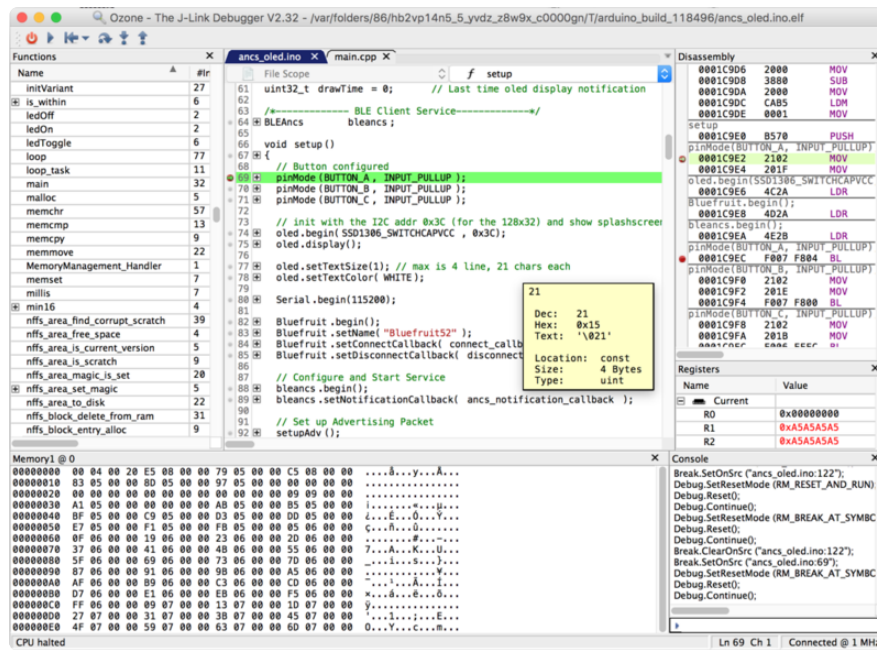 Ozone - The J-Link Debugger V2.32 - /var/folders/86/hb2vp14n5_5_yvdz_z8w9x_c0000gn/T/arduino_build_118496/ancs_oled.ino.elf
Functions
Name #Ir
initVariant 27
is_within 6
ledOff 2
ledOn 2
ledToggle 6
loop 77
loop_task 11
main 32
malloc 5
memchr 57
memcmp 13
memcpy 9
memmove 22
MemoryManagement_Handler 1
memset 7
millis 7
min16 4
nffs_area_find_corrupt_scratch 39
nffs_area_free_space 4
nffs_area_is_current_version 5
nffs_area_is_scratch 9
nffs_area_magic_is_set 20
nffs_area_set_magic 5
nffs_area_to_disk 22
nffs_block_delete_from_ram 31
nffs_block_entry_alloc 9
ancs_oled.ino X main.cpp X
File Scope f setup
61 uint32_t drawTime = 0; // Last time oled display notification
62
63 /*-------------- BLE Client Service--------------*/
64 BLEAncs bleancs;
65
66 void setup()
67 {
68 // Button configured
69 pinMode(BUTTON_A, INPUT_PULLUP);
70 pinMode(BUTTON_B, INPUT_PULLUP);
71 pinMode(BUTTON_C, INPUT_PULLUP);
72
73 // init with the I2C addr 0x3C (for the 128x32) and show splashscreen
74 oled.begin(SSD1306_SWITCHCAPVCC, 0x3C);
75 oled.display();
76
77 oled.setTextSize(1); // max is 4 line, 21 chars each
78 oled.setTextColor(WHITE);
79
80 Serial.begin(115200);
81
82 Bluefruit.begin();
83 Bluefruit.setName("Bluefruit52");
84 Bluefruit.setConnectCallback( connect_callb
85 Bluefruit.setDisconnectCallback( disconnect
86
87 // Configure and Start Service
88 bleancs.begin();
89 bleancs.setNotificationCallback( ancs_notification_callback );
90
91 // Set up Advertising Packet
92 setupAdv();
21
Dec: 21
Hex: 0x15
Text: '\021'
Location: const
Size: 4 Bytes
Type: uint
Disassembly
0001C9D6 2000 MOV
0001C9D8 3880 SUB
0001C9DA 2000 MOV
0001C9DC CAB5 LDM
0001C9DE 0001 MOV
setup
0001C9E0 B570 PUSH
pinMode(BUTTON_A, INPUT_PULLUP)
0001C9E2 2102 MOV
0001C9E4 201F MOV
oled.begin(SSD1306_SWITCHCAPVCC
0001C9E6 4C2A LDR
Bluefruit.begin();
0001C9E8 4D2A LDR
bleancs.begin();
0001C9EA 4E2B LDR
pinMode(BUTTON_A, INPUT_PULLUP)
0001C9EC F007 F804 BL
pinMode(BUTTON_B, INPUT_PULLUP)
0001C9F0 2102 MOV
0001C9F2 201E MOV
0001C9F4 F007 F800 BL
pinMode(BUTTON_C, INPUT_PULLUP)
0001C9F8 2102 MOV
0001C9FA 201B MOV
Registers
Name Value
Current
R0 0x00000000
R1 0xA5A5A5A5
R2 0xA5A5A5A5
Memory1 @ 0
00000000 00 04 00 20 E5 08 00 00 79 05 00 00 C5 08 00 00
00000010 83 05 00 00 8D 05 00 00 97 05 00 00 00 00 00 00
00000020 00 00 00 00 00 00 00 00 00 00 00 00 09 09 00 00
00000030 A1 05 00 00 00 00 00 00 AB 05 00 00 B5 05 00 00
00000040 BF 05 00 00 C9 05 00 00 D3 05 00 00 DD 05 00 00
00000050 E7 05 00 00 F1 05 00 00 FB 05 00 00 05 06 00 00
00000060 0F 06 00 00 19 06 00 00 23 06 00 00 2D 06 00 00
00000070 37 06 00 00 41 06 00 00 4B 06 00 00 55 06 00 00
00000080 5F 06 00 00 69 06 00 00 73 06 00 00 7D 06 00 00
00000090 87 06 00 00 91 06 00 00 9B 06 00 00 A5 06 00 00
000000A0 AF 06 00 00 B9 06 00 00 C3 06 00 00 CD 06 00 00
000000B0 D7 06 00 00 E1 06 00 00 EB 06 00 00 F5 06 00 00
000000C0 FF 06 00 00 09 07 00 00 13 07 00 00 1D 07 00 00
000000D0 27 07 00 00 31 07 00 00 3B 07 00 00 45 07 00 00
000000E0 4F 07 00 00 59 07 00 00 63 07 00 00 6D 07 00 00
Console
Break.SetOnSrc ("ancs_oled.ino:122");
Debug.SetResetMode (RM_RESET_AND_RUN)
Debug.Reset();
Debug.Continue();
Debug.SetResetMode (RM_BREAK_AT_SYMBC
Debug.Reset();
Debug.Continue();
Break.ClearOnSrc ("ancs_oled.ino:122");
Break.SetOnSrc ("ancs_oled.ino:69");
Debug.SetResetMode (RM_BREAK_AT_SYMBC
Debug.Reset();
Debug.Continue();
CPU halted
Ln 69 Ch 1 Connected @ 1 MHz